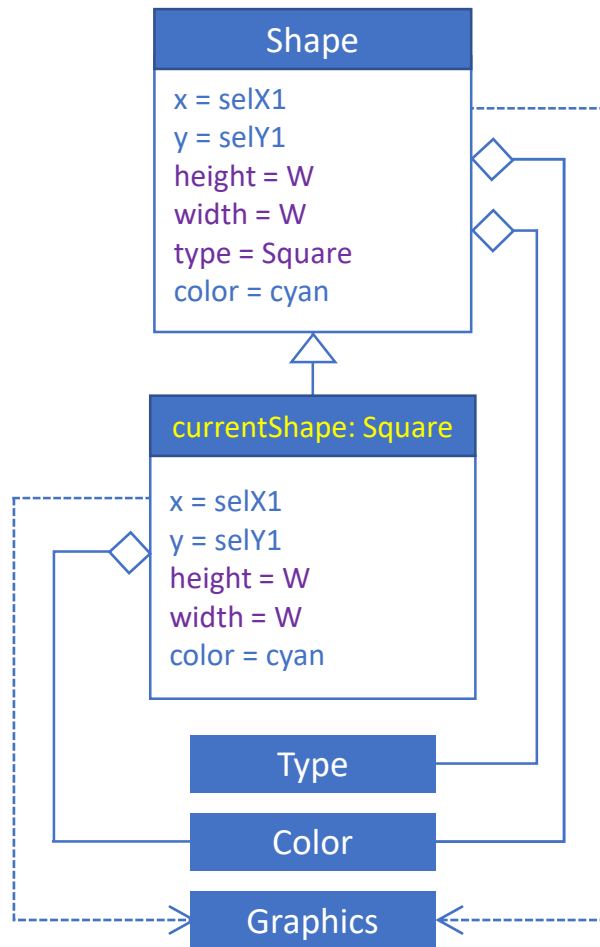 Shape
x = selX1
y = selY1
height = W
width = W
type = Square
color = cyan
currentShape: Square
x = selX1
y = selY1
height = W
width = W
color = cyan
Type
Color
Graphics